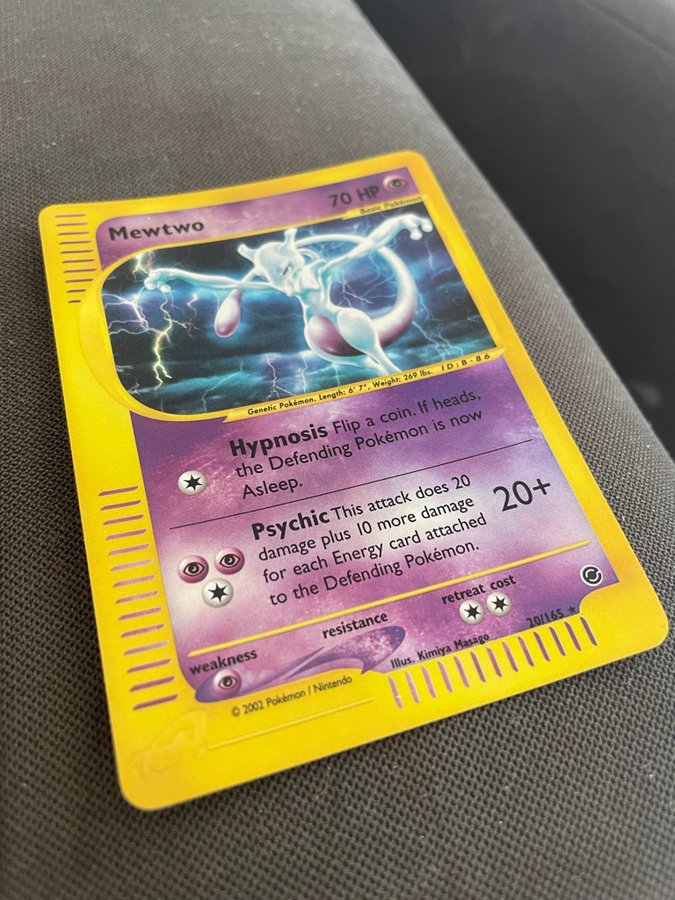 Mewtwo 70 HP
Basic Pokémon
Genetic Pokémon. Length: 6' 7", Weight: 269 lbs. ID:B-86
Hypnosis Flip a coin. If heads,
the Defending Pokémon is now
Asleep.
Psychic This attack does 20
damage plus 10 more damage
for each Energy card attached
to the Defending Pokémon.
20+
weakness resistance retreat cost
Illus. Kimiya Masago 20/165 ★
© 2002 Pokémon / Nintendo